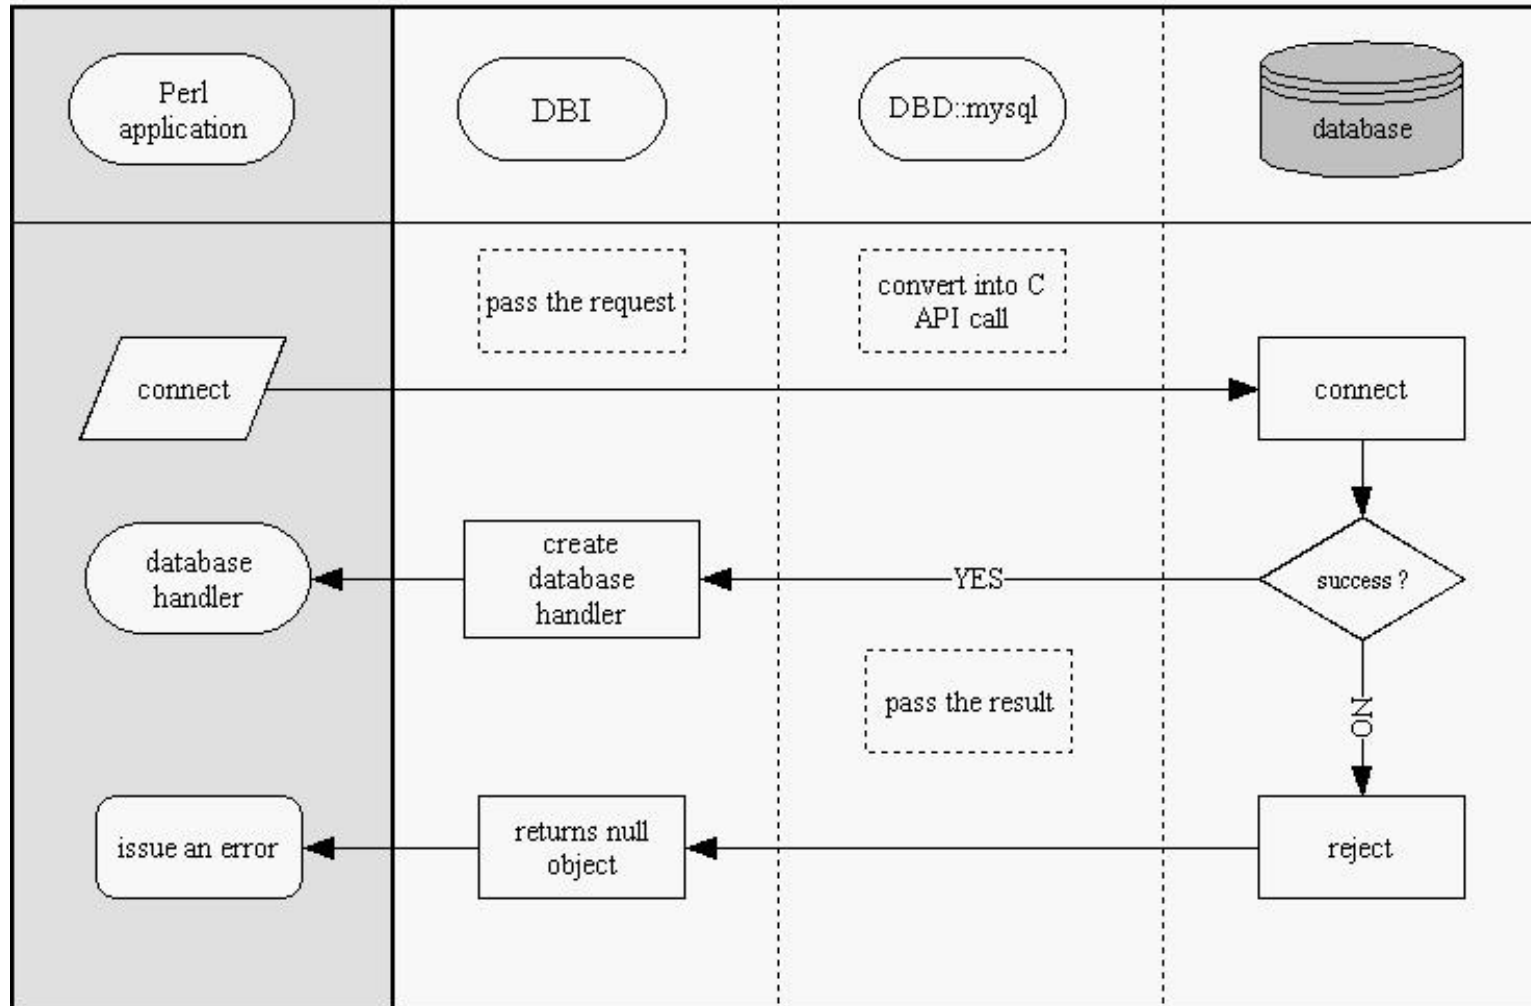 Perl
application
DBI
DBD::mysql
database
pass the request
convert into C
API call
connect
connect
database
handler
create
database
handler
YES
success ?
pass the result
NO
issue an error
returns null
object
reject